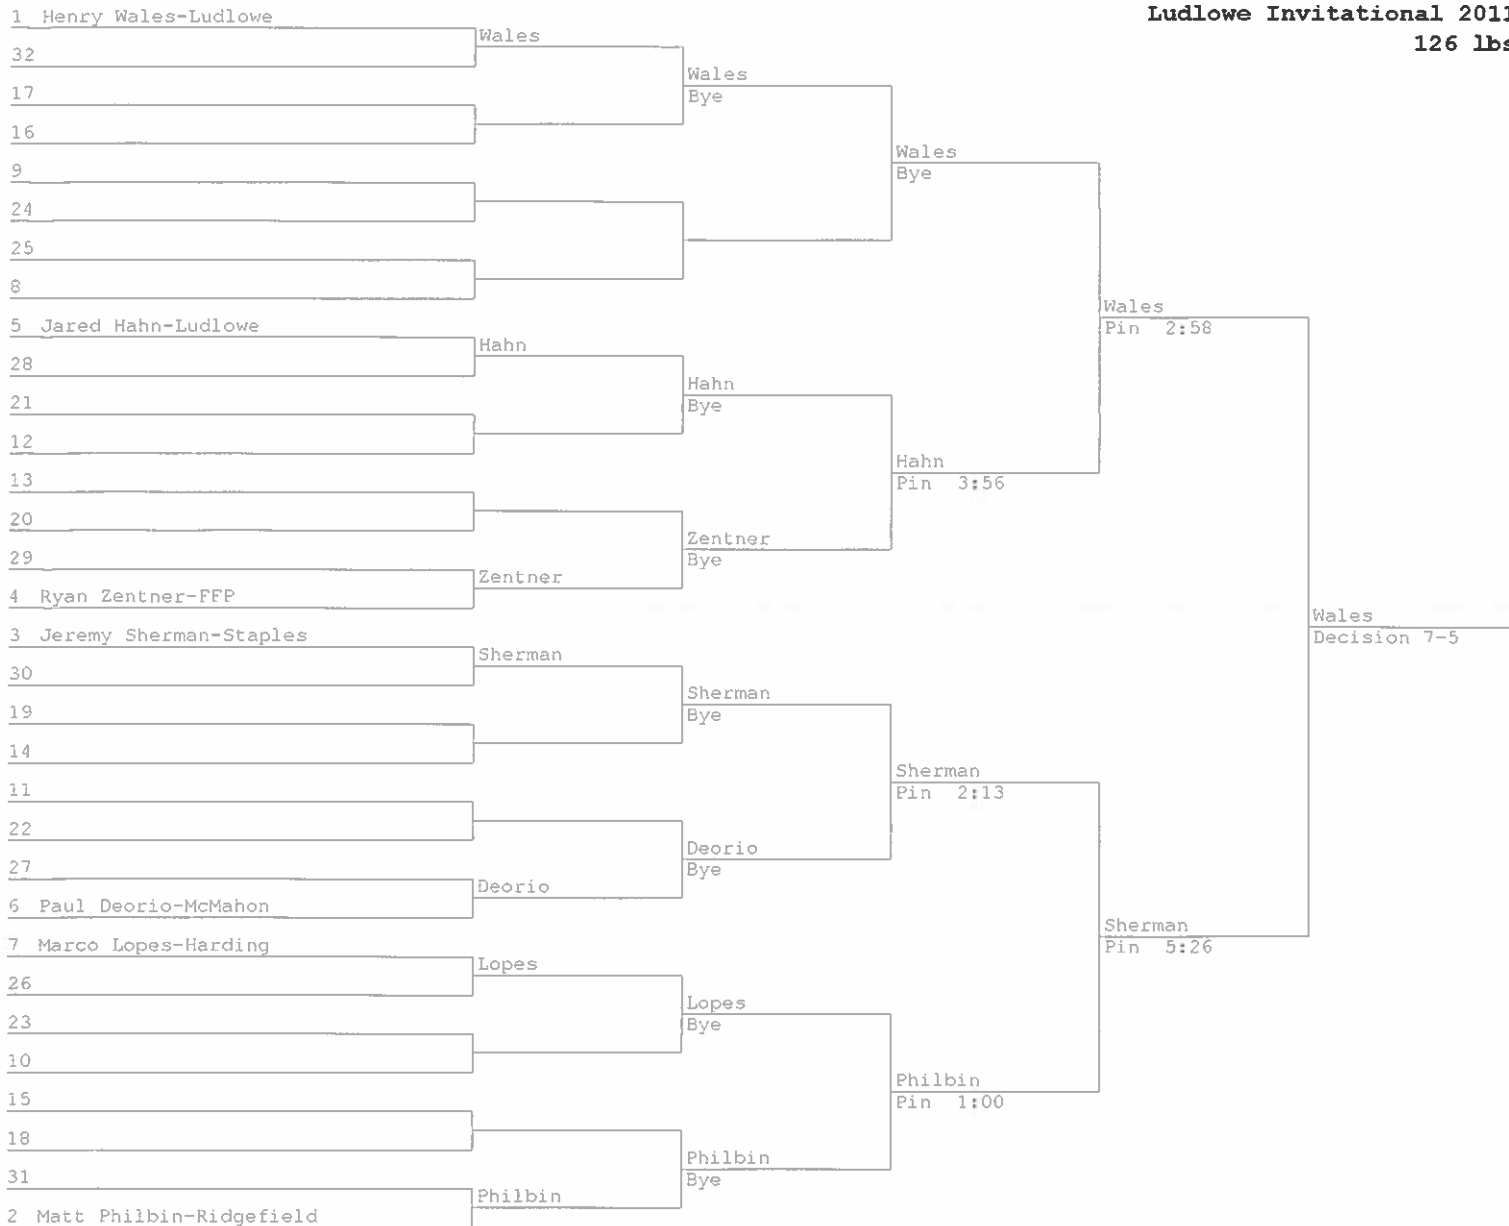 Ludlowe Invitational 2011
126 lbs
1 Henry Wales-Ludlowe
Wales
32
Wales
Bye
17
16
Wales
Bye
9
24
25
8
Wales
Pin 2:58
5 Jared Hahn-Ludlowe
Hahn
28
Hahn
Bye
21
12
Hahn
Pin 3:56
13
20
Zentner
Bye
29
Zentner
4 Ryan Zentner-FFP
Wales
Decision 7-5
3 Jeremy Sherman-Staples
Sherman
30
Sherman
Bye
19
14
Sherman
Pin 2:13
11
22
Deorio
Bye
27
Deorio
6 Paul Deorio-McMahon
Sherman
Pin 5:26
7 Marco Lopes-Harding
Lopes
26
Lopes
Bye
23
10
Philbin
Pin 1:00
15
18
Philbin
Bye
31
Philbin
2 Matt Philbin-Ridgefield